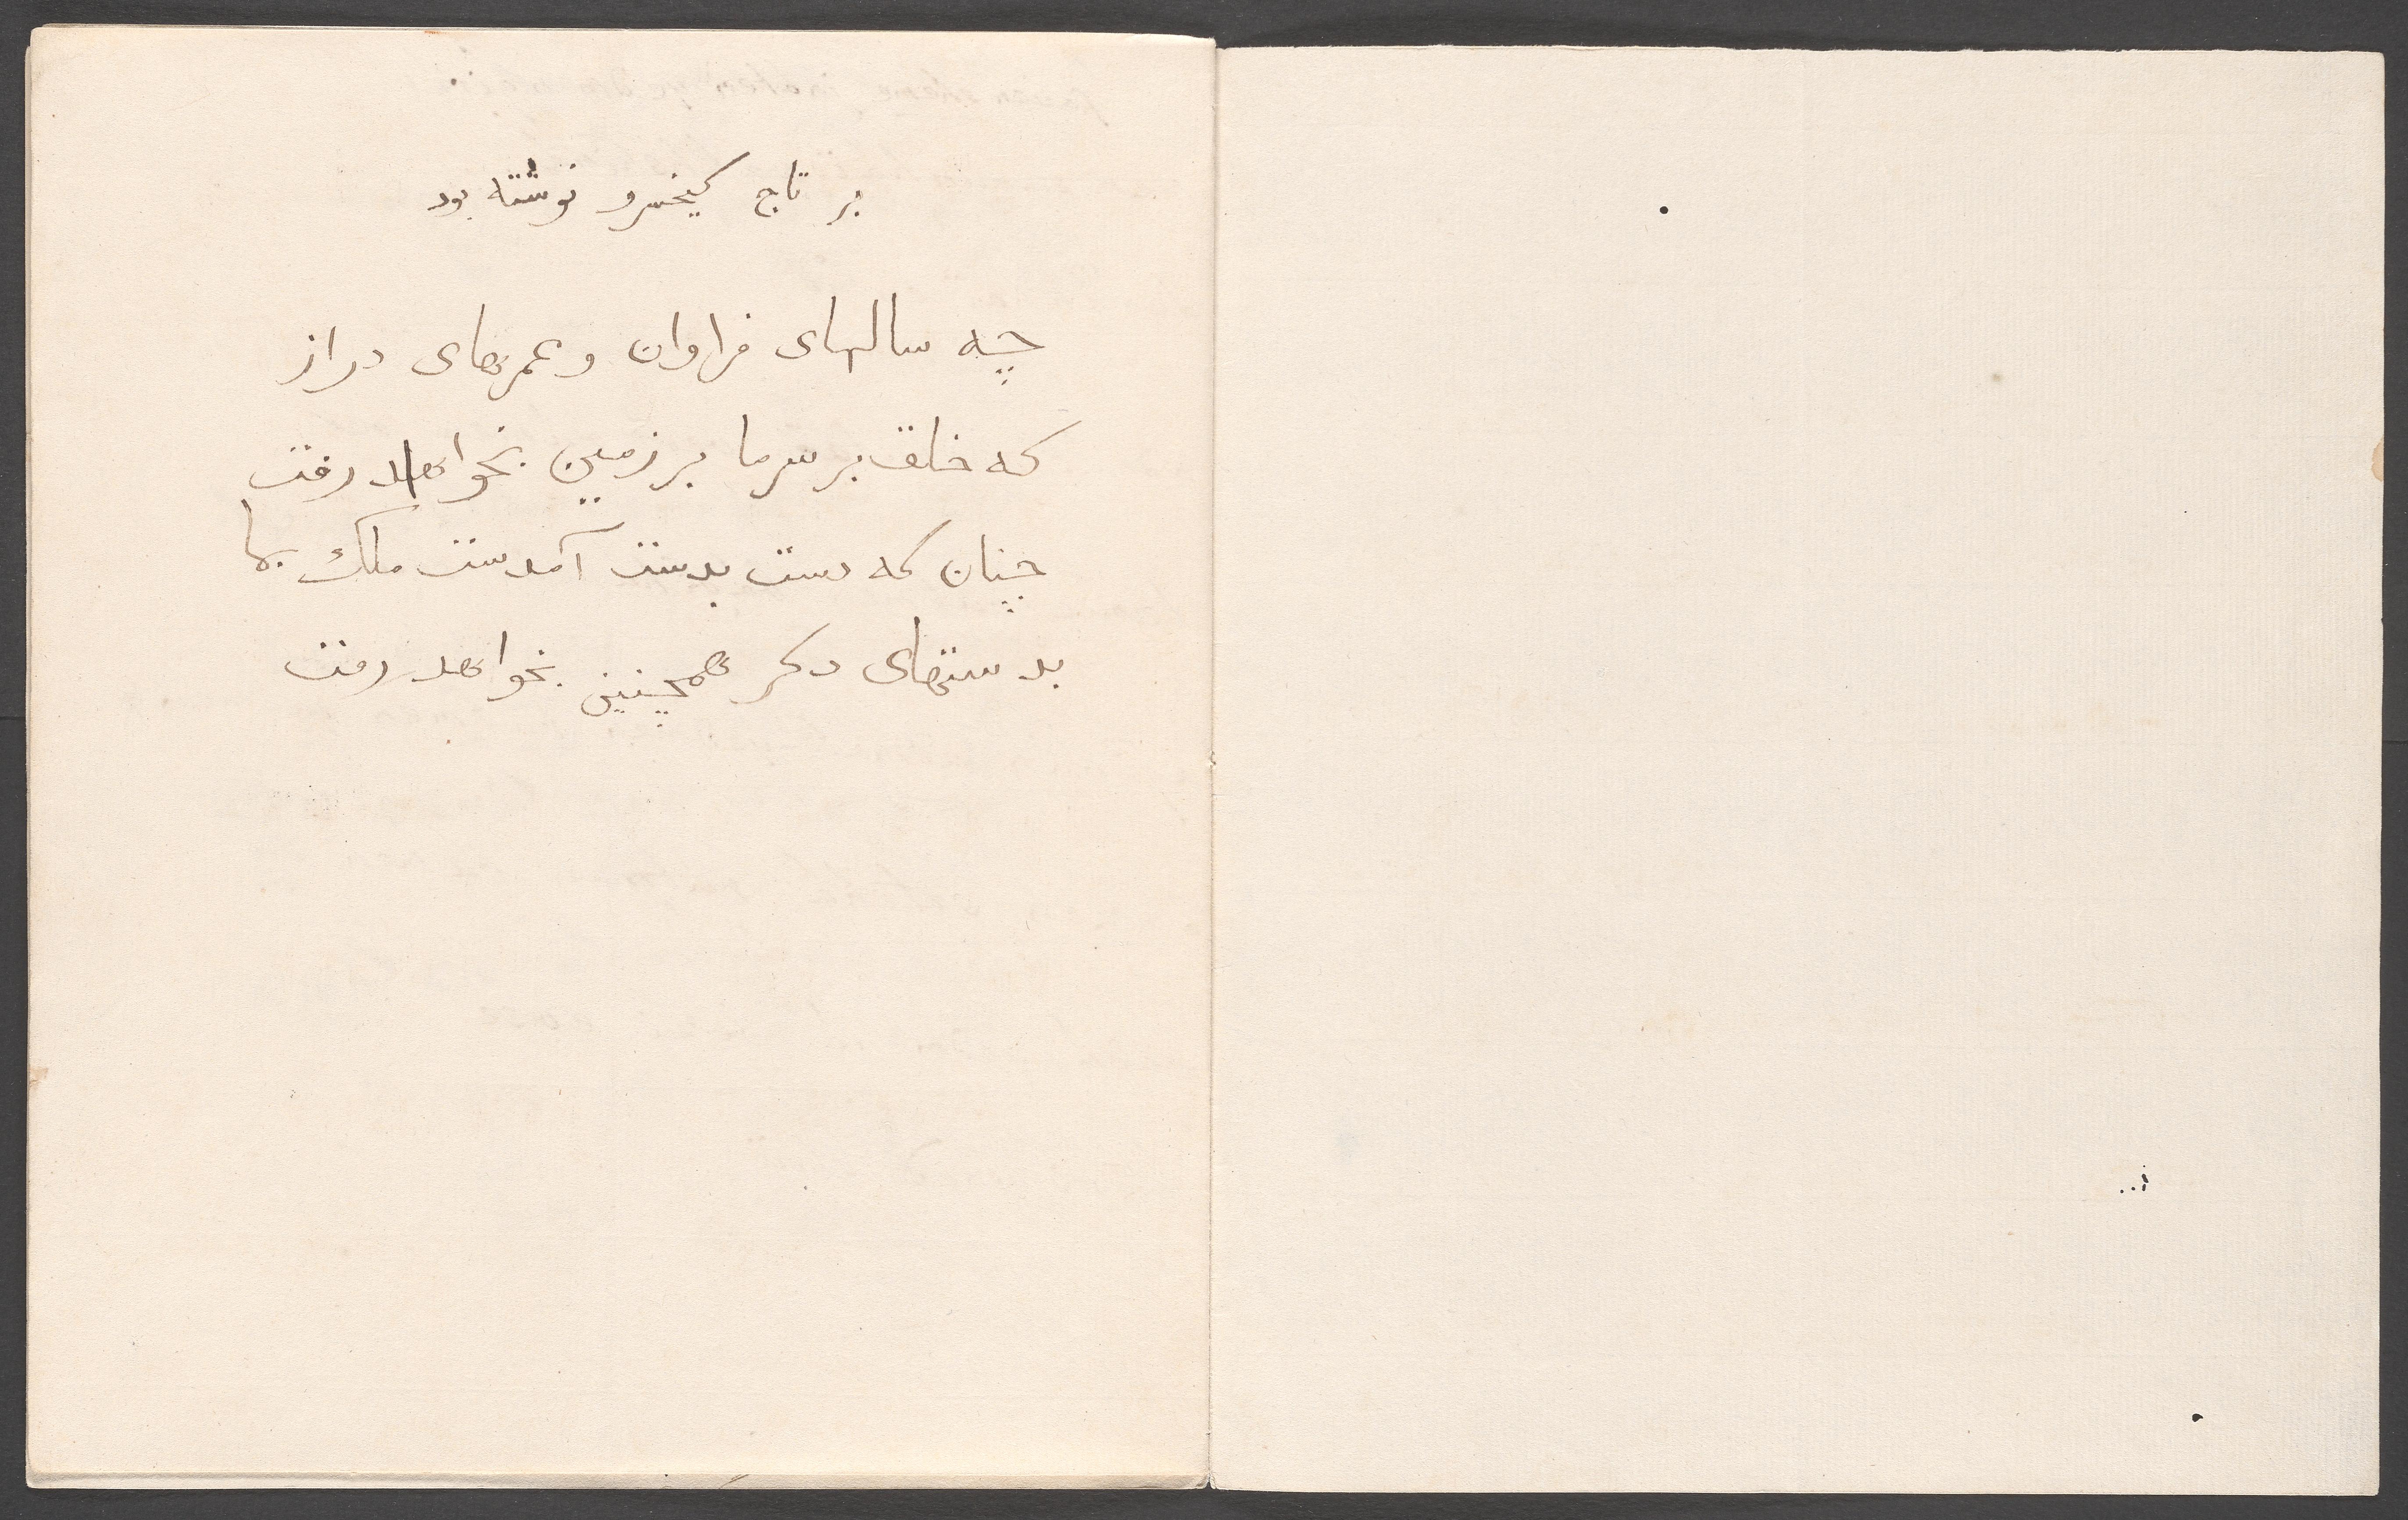 بر تاج کیخسرو نوشته بود
چه سالهای فراوان و عمرهای دراز
که خلق بر سر ما بر زمین بخواهد رفت
چنان که دست بدست آمدست ملک بما
بدستهای دکر همچنین بخواهد رفت